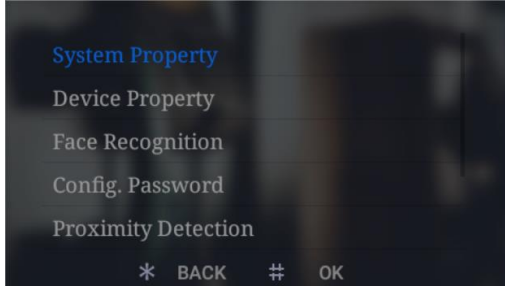 System Property
Device Property
Face Recognition
Config. Password
Proximity Detection
* BACK # OK